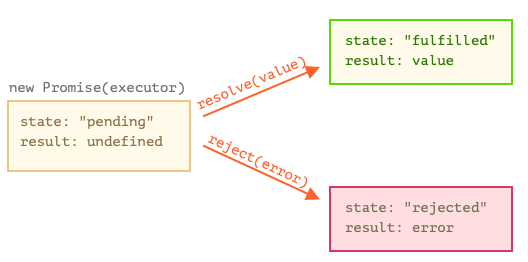 new Promise(executor)
state: "pending"
result: undefined
resolve(value)
reject(error)
state: "fulfilled"
result: value
state: "rejected"
result: error